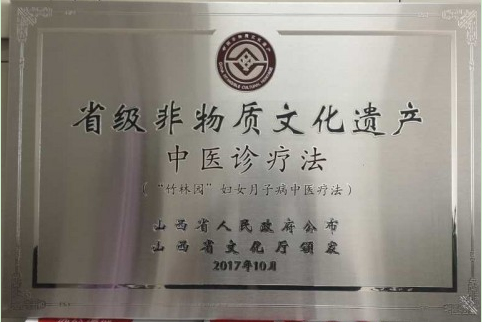 省级非物质文化遗产
中医诊疗法
（“竹林园”妇女月子病中医疗法）
山西省人民政府公布
山西省文化厅颁发
2017年10月